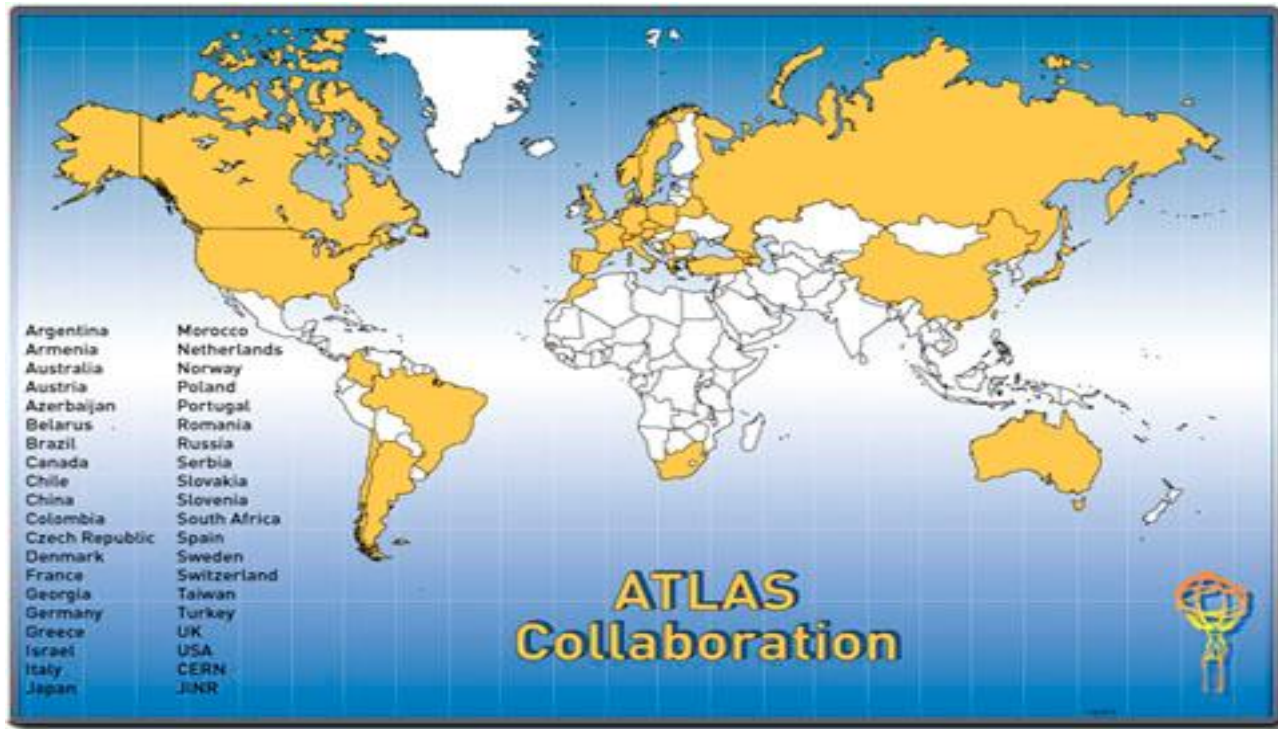 Argentina
Armenia
Australia
Austria
Azerbaijan
Belarus
Brazil
Canada
Chile
China
Colombia
Czech Republic
Denmark
France
Georgia
Germany
Greece
Israel
Italy
Japan
Morocco
Netherlands
Norway
Poland
Portugal
Romania
Russia
Serbia
Slovakia
Slovenia
South Africa
Spain
Sweden
Switzerland
Taiwan
Turkey
UK
USA
CERN
JINR
ATLAS
Collaboration